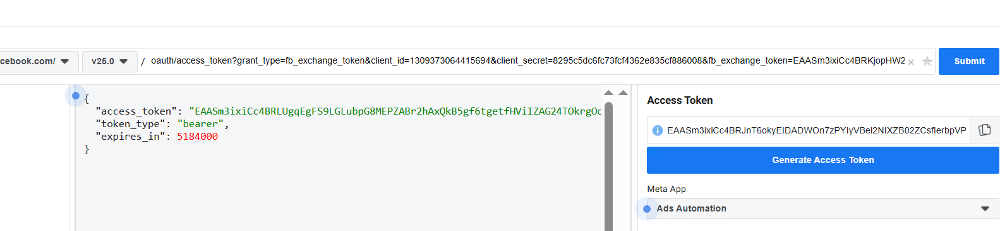 cebook.com/ v25.0 / oauth/access_token?grant_type=fb_exchange_token&client_id=1309373064415694&client_secret=8295c5dc6fc73fcf4362e835cf886008&fb_exchange_token=EAASm3ixiCc4BRKjopHW2 Submit
{
"access_token": "EAASm3ixiCc4BRLUgqEgFS9LGLubpG8MEPZABr2hAxQkB5gf6tgetfHViIZAG24TOkrgOc
"token_type": "bearer",
"expires_in": 5184000
}
Access Token
Generate Access Token
Meta App
Ads Automation